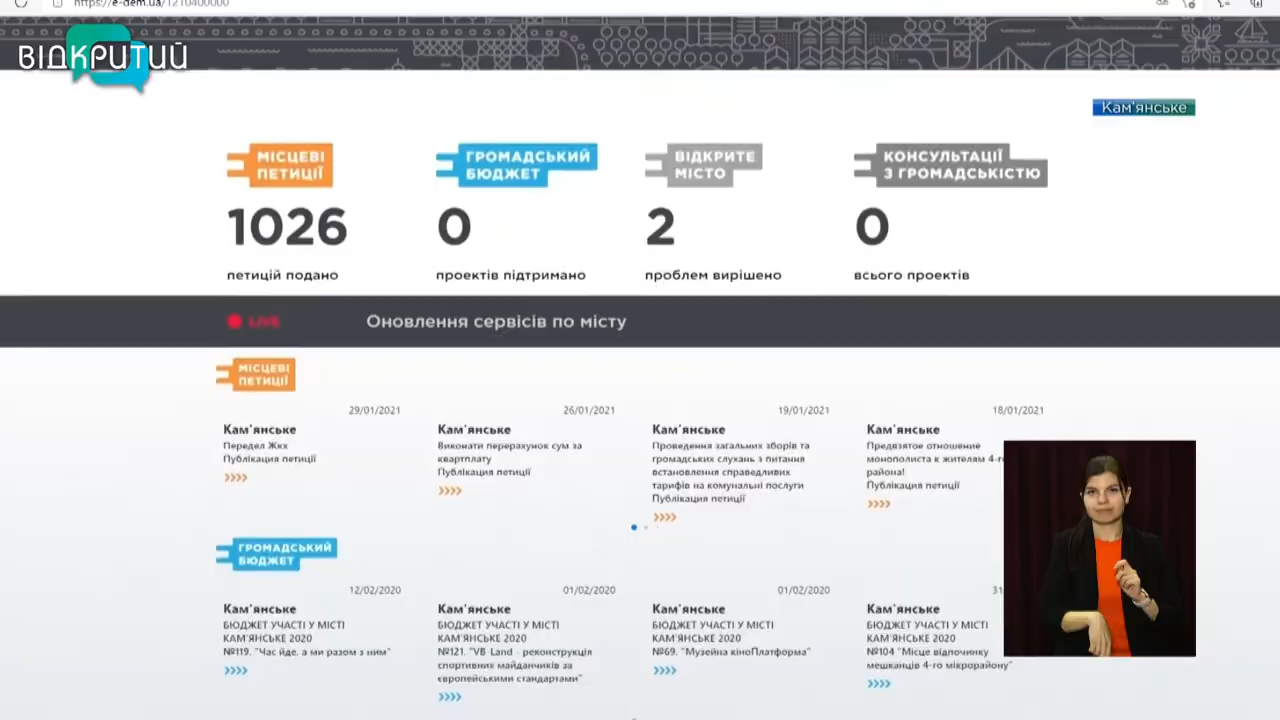 https://e-dem.ua/1210400000
ВІДКРИТИЙ
Кам'янське
МІСЦЕВІ
ПЕТИЦІЇ
1026
петицій подано
ГРОМАДСЬКИЙ
БЮДЖЕТ
0
проектів підтримано
ВІДКРИТЕ
МІСТО
2
проблем вирішено
КОНСУЛЬТАЦІЇ
З ГРОМАДСЬКІСТЮ
0
всього проектів
LIVE
Оновлення сервісів по місту
МІСЦЕВІ
ПЕТИЦІЇ
29/01/2021
Кам'янське
Передел Жкх
Публікація петиції
26/01/2021
Кам'янське
Виконати перерахунок сум за
квартплату
Публікація петиції
19/01/2021
Кам'янське
Проведення загальних зборів та
громадських слухань з питання
встановлення справедливих
тарифів на комунальні послуги
Публікація петиції
18/01/2021
Кам'янське
Предвзятое отношение
монополиста к жителям 4-го
района!
Публікація петиції
ГРОМАДСЬКИЙ
БЮДЖЕТ
12/02/2020
Кам'янське
БЮДЖЕТ УЧАСТІ У МІСТІ
КАМ'ЯНСЬКЕ 2020
№119. "Час йде, а ми разом з ним"
01/02/2020
Кам'янське
БЮДЖЕТ УЧАСТІ У МІСТІ
КАМ'ЯНСЬКЕ 2020
№121. "VB-Land - реконструкція
спортивних майданчиків за
європейськими стандартами"
01/02/2020
Кам'янське
БЮДЖЕТ УЧАСТІ У МІСТІ
КАМ'ЯНСЬКЕ 2020
№69. "Музейна кіноПлатформа"
31
Кам'янське
БЮДЖЕТ УЧАСТІ У МІСТІ
КАМ'ЯНСЬКЕ 2020
№104 "Місце відпочинку
мешканців 4-го мікрорайону"